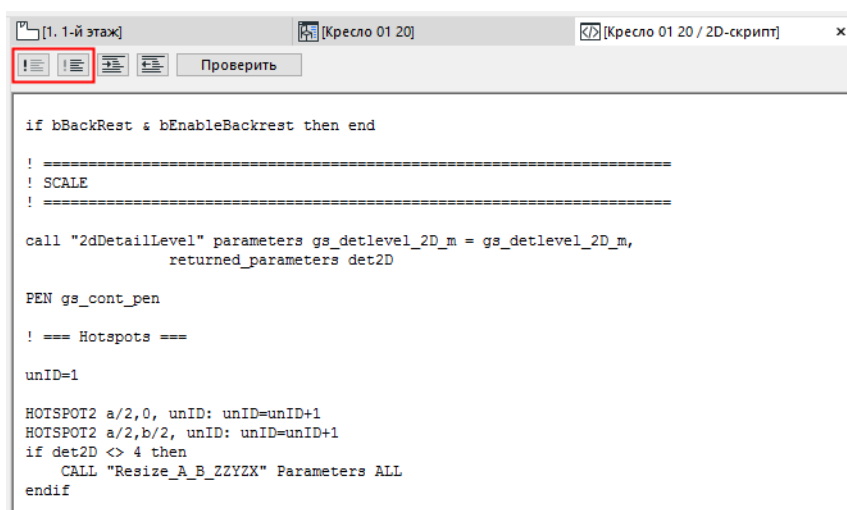 [1. 1-й этаж]
[Кресло 01 20]
[Кресло 01 20 / 2D-скрипт]
Проверить
if bBackRest & bEnableBackrest then end
! ======================================================================
! SCALE
! ======================================================================
call "2dDetailLevel" parameters gs_detlevel_2D_m = gs_detlevel_2D_m,
returned_parameters det2D
PEN gs_cont_pen
! === Hotspots ===
unID=1
HOTSPOT2 a/2,0, unID: unID=unID+1
HOTSPOT2 a/2,b/2, unID: unID=unID+1
if det2D <> 4 then
CALL "Resize_A_B_ZZYZX" Parameters ALL
endif